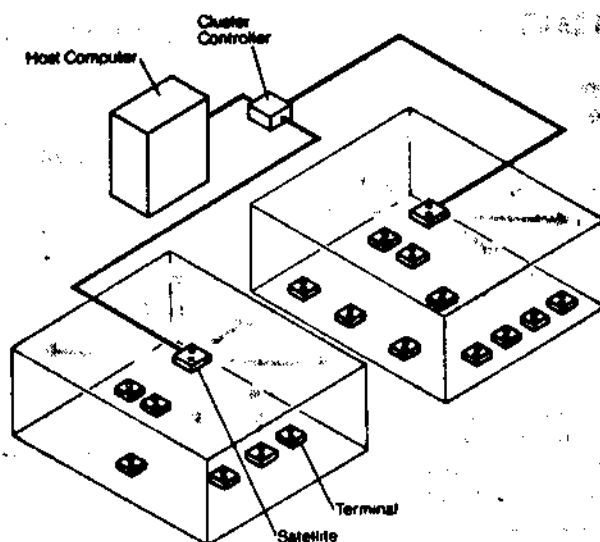 Cluster
Controller
Host Computer
Terminal
Satellite